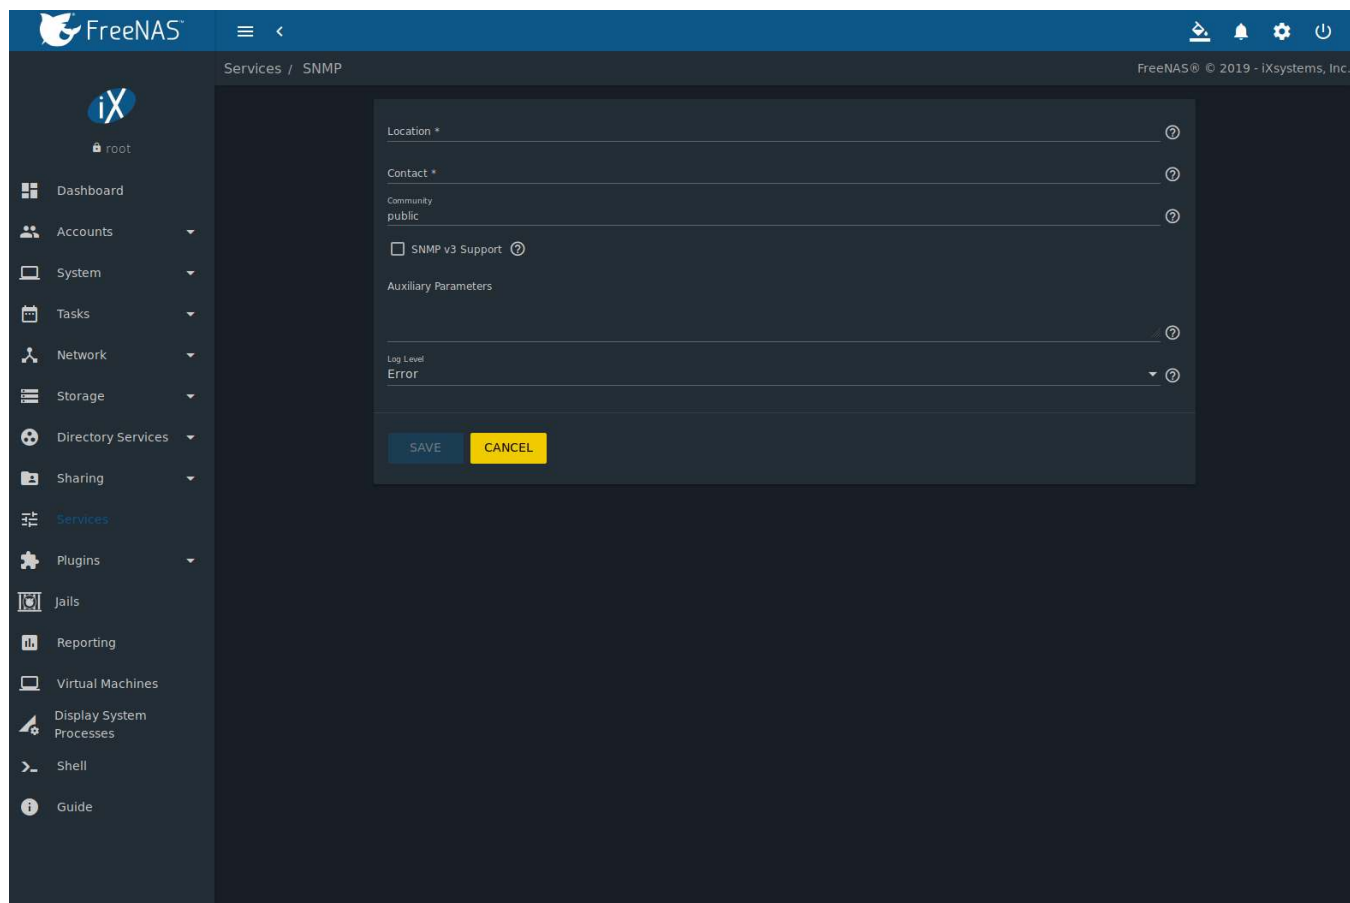 FreeNAS™
Services / SNMP
FreeNAS® © 2019 - iXsystems, Inc.
iX
root
Dashboard
Accounts
System
Tasks
Network
Storage
Directory Services
Sharing
Services
Plugins
Jails
Reporting
Virtual Machines
Display System
Processes
Shell
Guide
Location *
Contact *
Community
public
SNMP v3 Support
Auxiliary Parameters
Log Level
Error
SAVE
CANCEL